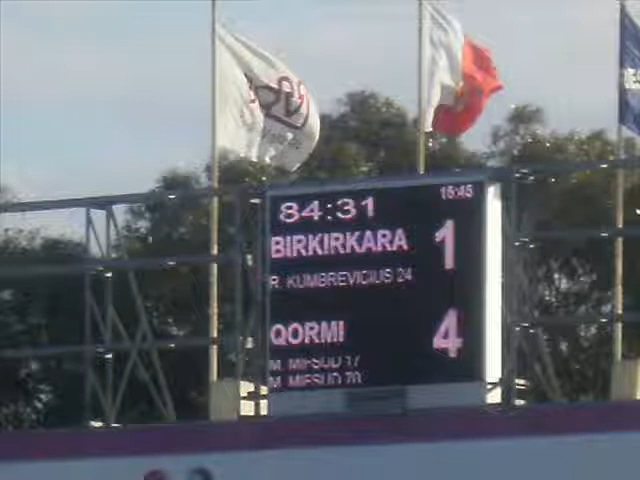 84:31
15:45
BIRKIRKARA 1
R. KUMBREVICIUS 24
QORMI 4
M. MIFSUD 17
M. MIFSUD 70